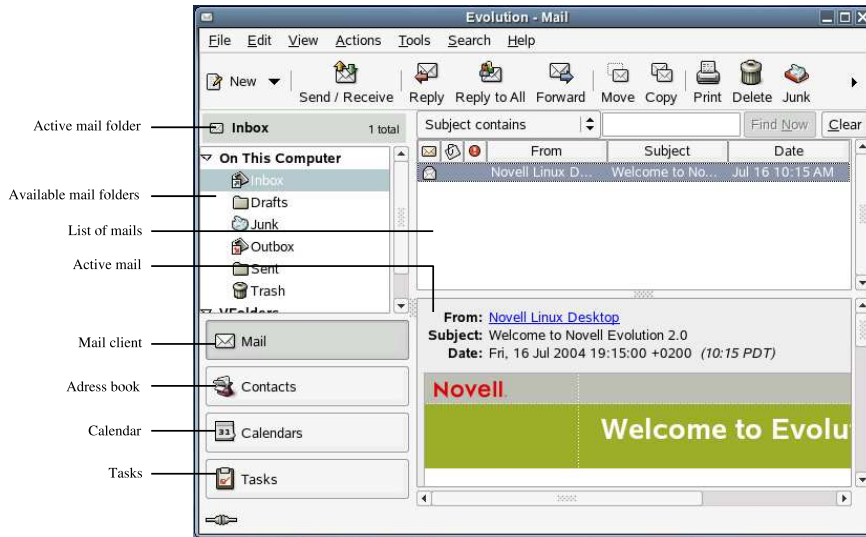 Evolution - Mail
File Edit View Actions Tools Search Help
New Send / Receive Reply Reply to All Forward Move Copy Print Delete Junk
Active mail folder
Inbox 1 total
Subject contains Find Now Clear
On This Computer
From Subject Date
Inbox
Novell Linux D... Welcome to No... Jul 16 10:15 AM
Available mail folders
Drafts
Junk
List of mails
Outbox
Active mail
Sent
Trash
VFolders
From: Novell Linux Desktop
Subject: Welcome to Novell Evolution 2.0
Date: Fri, 16 Jul 2004 19:15:00 +0200 (10:15 PDT)
Mail client
Mail
Adress book
Contacts
Novell.
Calendar
31
Calendars
Welcome to Evolu
Tasks
Tasks